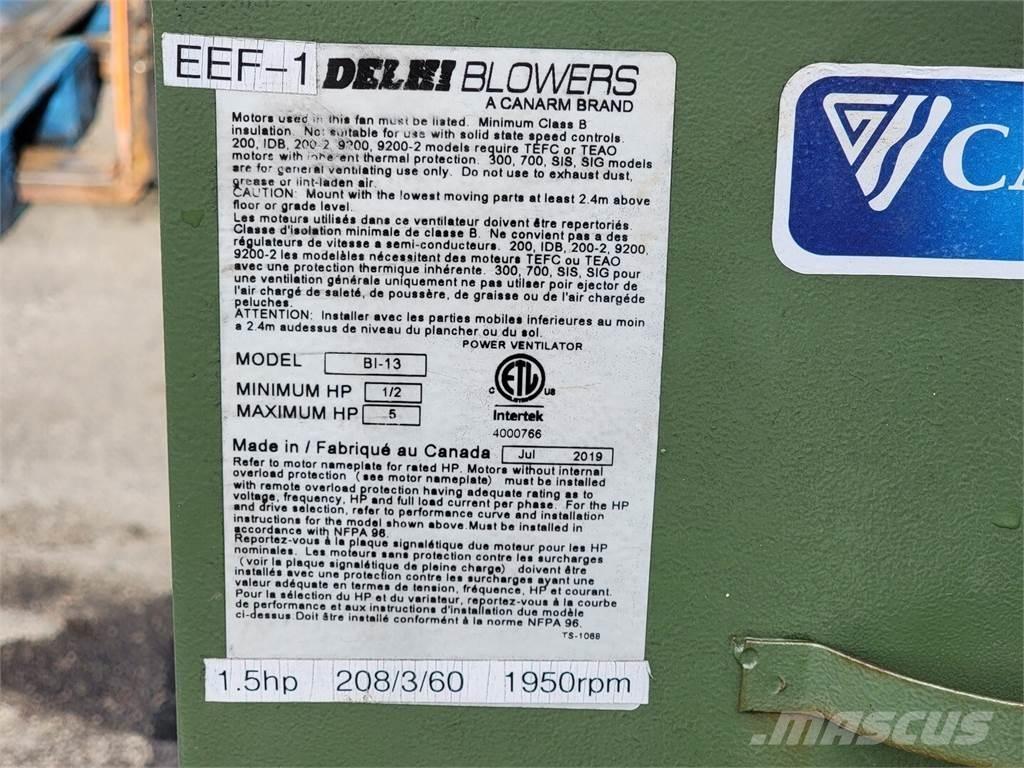 EEF-1 DELHI BLOWERS
A CANARM BRAND
Motors used in this fan must be listed. Minimum Class B
insulation. Not suitable for use with solid state speed controls.
200, IDB, 200-2, 9200, 9200-2 models require TEFC or TEAO
motors with inherent thermal protection. 300, 700, SIS, SIG models
are for general ventilating use only. Do not use to exhaust dust,
grease or lint-laden air.
CAUTION: Mount with the lowest moving parts at least 2.4m above
floor or grade level.
Les moteurs utilisés dans ce ventilateur doivent être repertoriés.
Classe d'isolation minimale de classe B. Ne convient pas a des
régulateurs de vitesse a semi-conducteurs. 200, IDB, 200-2, 9200,
9200-2 les modelèles nécessitent des moteurs TEFC ou TEAO
avec une protection thermique inhérente. 300, 700, SIS, SIG pour
une ventilation générale uniquement ne pas utilser poir ejector de
l'air chargé de saleté, de poussère, de graisse ou de l'air chargéde
peluches.
ATTENTION: Installer avec les parties mobiles inferieures au moin
a 2.4m audessus de niveau du plancher ou du sol.
POWER VENTILATOR
MODEL BI-13
C ETL US
LISTED
MINIMUM HP 1/2
MAXIMUM HP 5
Intertek
4000766
Made in / Fabriqué au Canada Jul 2019
Refer to motor nameplate for rated HP. Motors without internal
overload protection (see motor nameplate) must be installed
with remote overload protection having adequate rating as to
voltage, frequency, HP and full load current per phase. For the HP
and drive selection, refer to performance curve and installation
instructions for the model shown above. Must be installed in
accordance with NFPA 96.
Reportez-vous à la plaque signalétique due moteur pour les HP
nominales. Les moteurs sans protection contre les surcharges
(voir la plaque signalétique de pleine charge) doivent être
installés avec une protection contre les surcharges ayant une
valeur adéquate en termes de tension, fréquence, HP et courant.
Pour la sélection du HP et du variateur, reportez-vous à la courbe
de performance et aux instructions d'installation due modèle
ci-dessus. Doit être installé conformént à la norme NFPA 96.
TS-106B
1.5hp 208/3/60 1950rpm
MASCUS